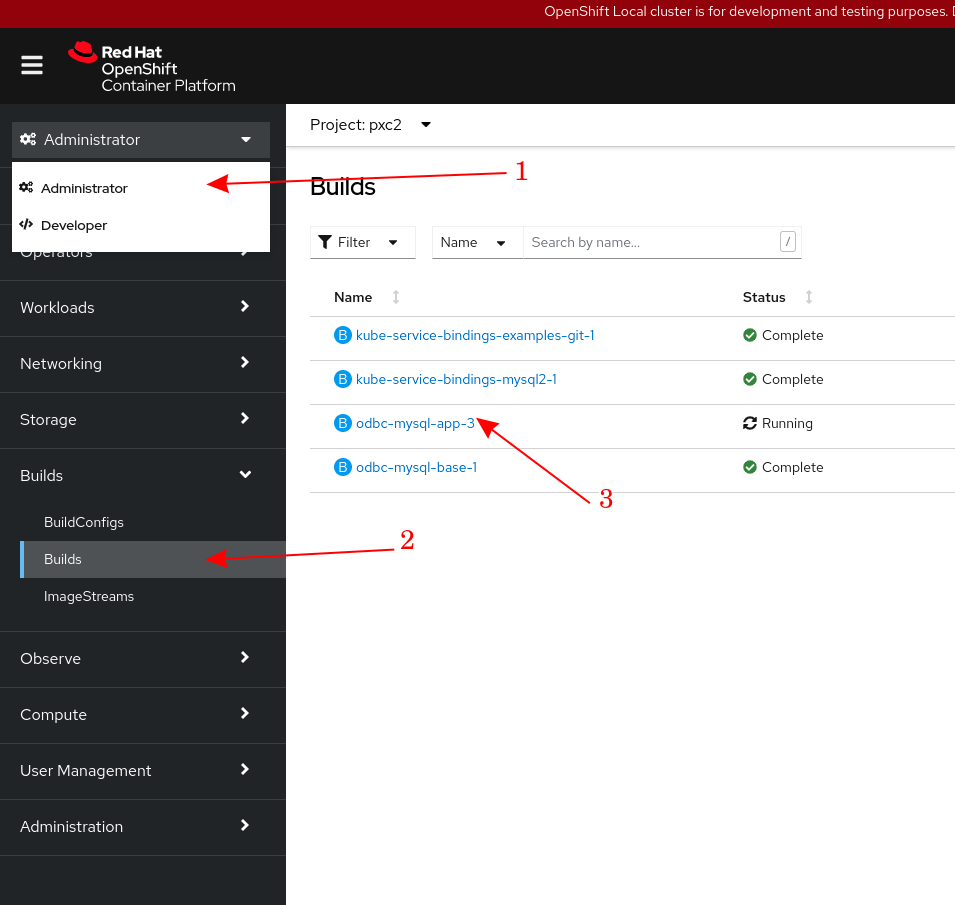 OpenShift Local cluster is for development and testing purposes.
Red Hat
OpenShift
Container Platform
Administrator
Administrator
Developer
Operators
Workloads
Networking
Storage
Builds
BuildConfigs
Builds
ImageStreams
Observe
Compute
User Management
Administration
Project: pxc2
1
Builds
Filter
Name
Search by name...
/
Name
Status
B kube-service-bindings-examples-git-1 Complete
B kube-service-bindings-mysql2-1 Complete
B odbc-mysql-app-3 Running
B odbc-mysql-base-1 Complete
3
2